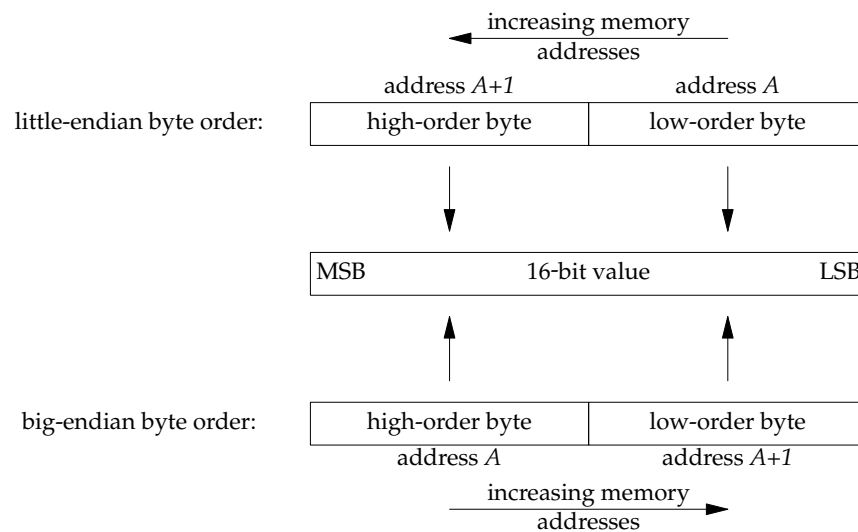 increasing memory
addresses
address A+1 address A
little-endian byte order: high-order byte low-order byte
MSB 16-bit value LSB
big-endian byte order: high-order byte low-order byte
address A address A+1
increasing memory
addresses